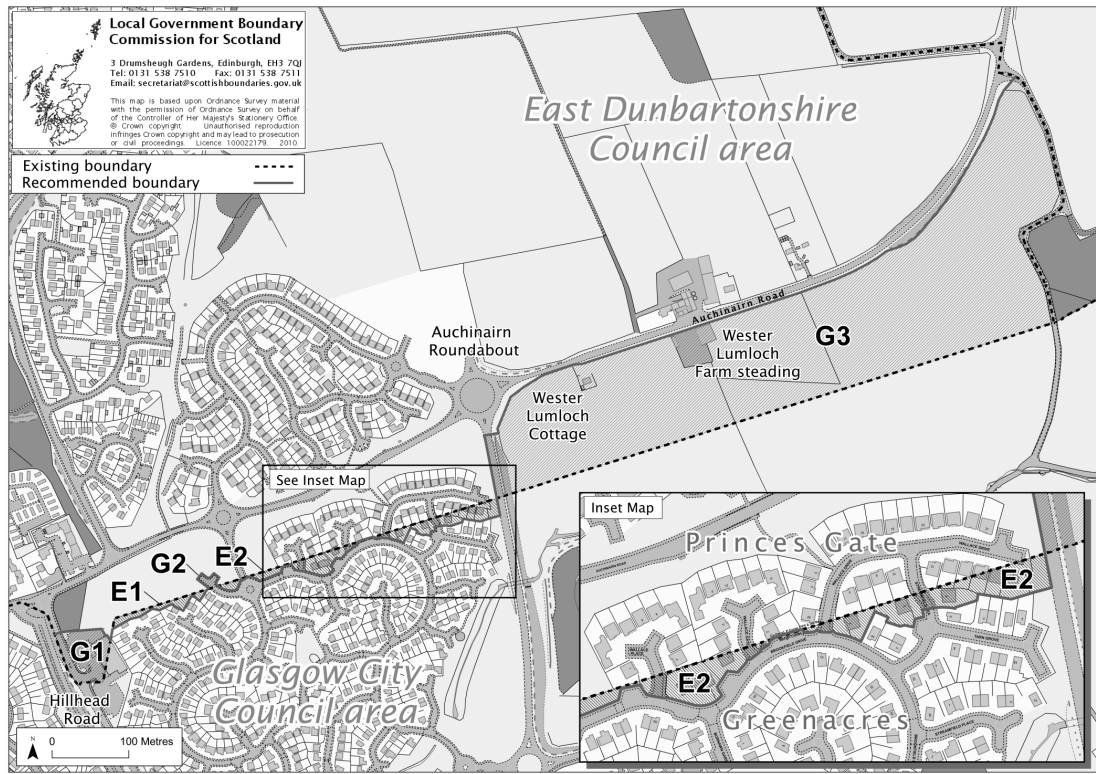 Local Government Boundary
Commission for Scotland
3 Drumsheugh Gardens, Edinburgh, EH3 7QJ
Tel: 0131 538 7510 Fax: 0131 538 7511
Email: secretariat@scottishboundaries.gov.uk
This map is based upon Ordnance Survey material
with the permission of Ordnance Survey on behalf
of the Controller of Her Majesty's Stationery Office.
© Crown copyright. Unauthorised reproduction
infringes Crown copyright and may lead to prosecution
or civil proceedings. Licence 100022179. 2010
Existing boundary
Recommended boundary
East Dunbartonshire
Council area
Auchinairn Road
Auchinairn
Roundabout
G3
Wester
Lumloch
Farm steading
Wester
Lumloch
Cottage
See Inset Map
G2
E2
E1
G1
Hillhead
Road
Glasgow City
Council area
N
0 100 Metres
Inset Map
Princes Gate
E2
E2
Greenacres